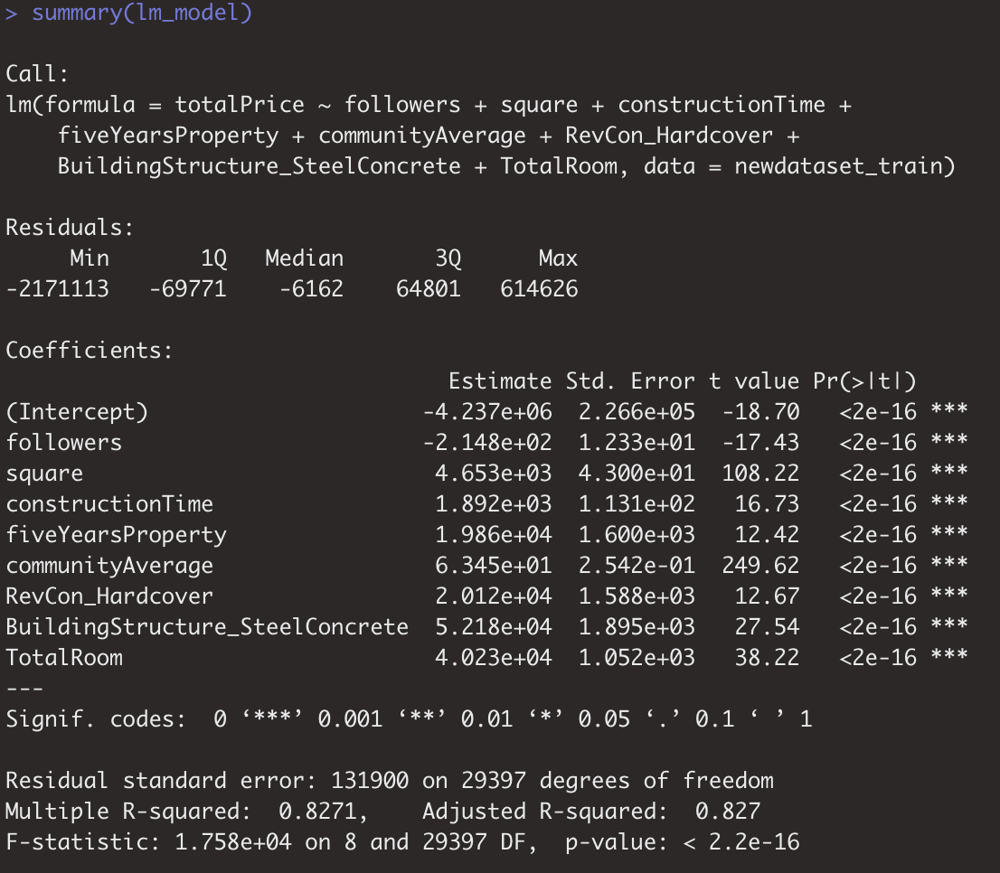 > summary(lm_model)
Call:
lm(formula = totalPrice ~ followers + square + constructionTime +
    fiveYearsProperty + communityAverage + RevCon_Hardcover +
    BuildingStructure_SteelConcrete + TotalRoom, data = newdataset_train)
Residuals:
     Min       1Q   Median       3Q      Max
-2171113   -69771    -6162    64801   614626
Coefficients:
                                  Estimate Std. Error t value Pr(>|t|)
(Intercept)                     -4.237e+06  2.266e+05  -18.70   <2e-16 ***
followers                       -2.148e+02  1.233e+01  -17.43   <2e-16 ***
square                           4.653e+03  4.300e+01  108.22   <2e-16 ***
constructionTime                 1.892e+03  1.131e+02   16.73   <2e-16 ***
fiveYearsProperty                1.986e+04  1.600e+03   12.42   <2e-16 ***
communityAverage                 6.345e+01  2.542e-01  249.62   <2e-16 ***
RevCon_Hardcover                 2.012e+04  1.588e+03   12.67   <2e-16 ***
BuildingStructure_SteelConcrete  5.218e+04  1.895e+03   27.54   <2e-16 ***
TotalRoom                        4.023e+04  1.052e+03   38.22   <2e-16 ***
---
Signif. codes:  0 ‘***’ 0.001 ‘**’ 0.01 ‘*’ 0.05 ‘.’ 0.1 ‘ ’ 1
Residual standard error: 131900 on 29397 degrees of freedom
Multiple R-squared:  0.8271,    Adjusted R-squared:  0.827
F-statistic: 1.758e+04 on 8 and 29397 DF,  p-value: < 2.2e-16